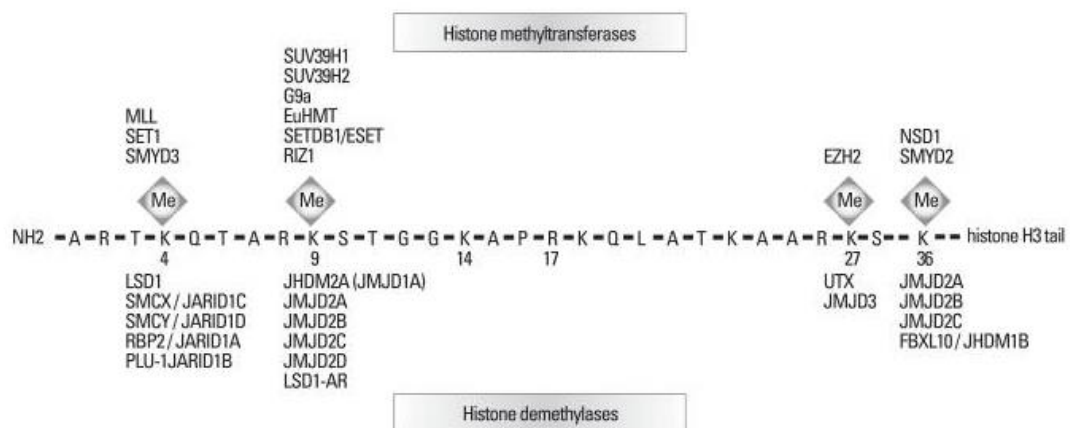 Histone methyltransferases
SUV39H1
SUV39H2
G9a
MLL EuHMT NSD1
SET1 SETDB1/ESET
SMYD3 RIZ1 EZH2 SMYD2
Me Me Me Me
NH2 - A - R - T - K - Q - T - A - R - K - S - T - G - G - K - A - P - R - K - Q - L - A - T - K - A - A - R - K - S - - K - - - histone H3 tail
4 9 14 17 27 36
LSD1 JHDM2A (JMJD1A) UTX JMJD2A
SMCX / JARID1C JMJD2A JMJD3 JMJD2B
SMCY / JARID1D JMJD2B JMJD2C
RBP2 / JARID1A JMJD2C FBXL10 / JHDM1B
PLU-1JARID1B JMJD2D
LSD1-AR
Histone demethylases